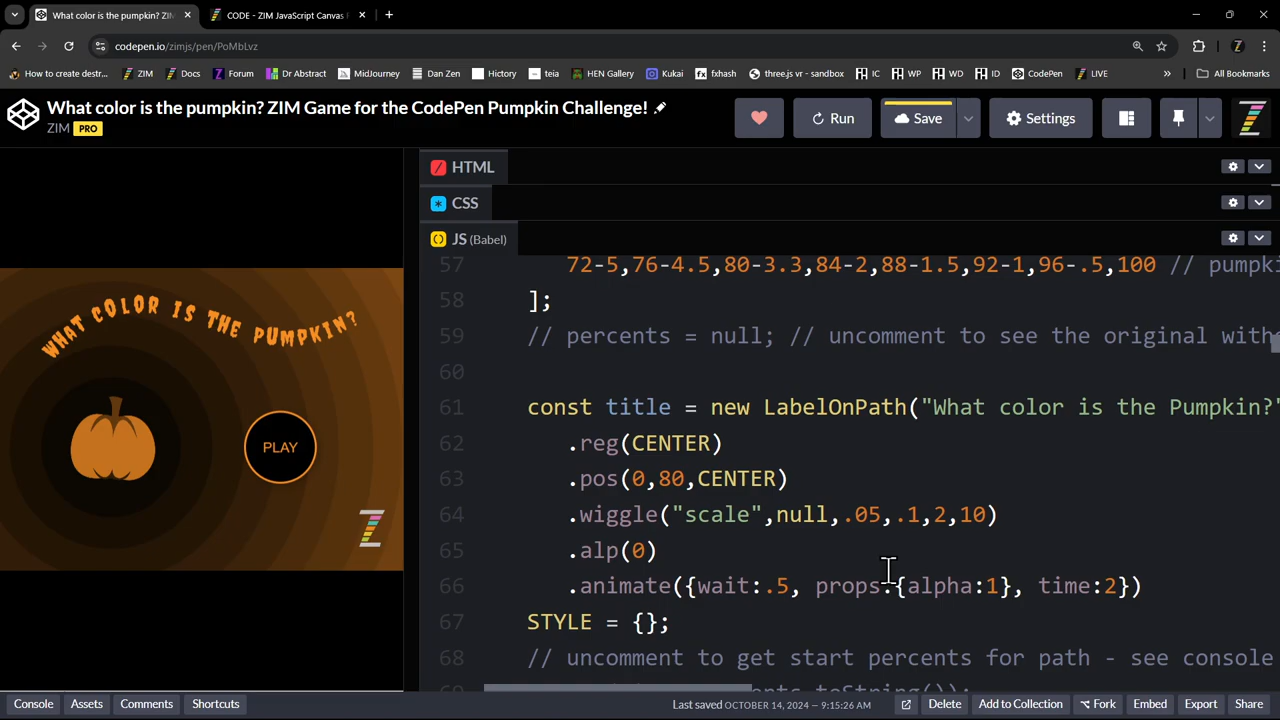 What color is the pumpkin? ZIM
CODE - ZIM JavaScript Canvas
codepen.io/zimjs/pen/PoMbLvz
How to create destr...
ZIM
Docs
Forum
Dr Abstract
MidJourney
Dan Zen
Hictory
teia
HEN Gallery
Kukai
fxhash
three.js vr - sandbox
IC
WP
WD
ID
CodePen
LIVE
All Bookmarks
What color is the pumpkin? ZIM Game for the CodePen Pumpkin Challenge!
ZIM PRO
Run
Save
Settings
HTML
CSS
JS (Babel)
WHAT COLOR IS THE PUMPKIN?
PLAY
57 72-5,76-4.5,80-3.3,84-2,88-1.5,92-1,96-.5,100 // pumpki
58 ];
59 // percents = null; // uncomment to see the original with
60
61 const title = new LabelOnPath("What color is the Pumpkin?"
62 .reg(CENTER)
63 .pos(0,80,CENTER)
64 .wiggle("scale",null,.05,.1,2,10)
65 .alp(0)
66 .animate({wait:.5, props:{alpha:1}, time:2})
67 STYLE = {};
68 // uncomment to get start percents for path - see console
Console
Assets
Comments
Shortcuts
Last saved OCTOBER 14, 2024 — 9:15:26 AM
Delete
Add to Collection
Fork
Embed
Export
Share